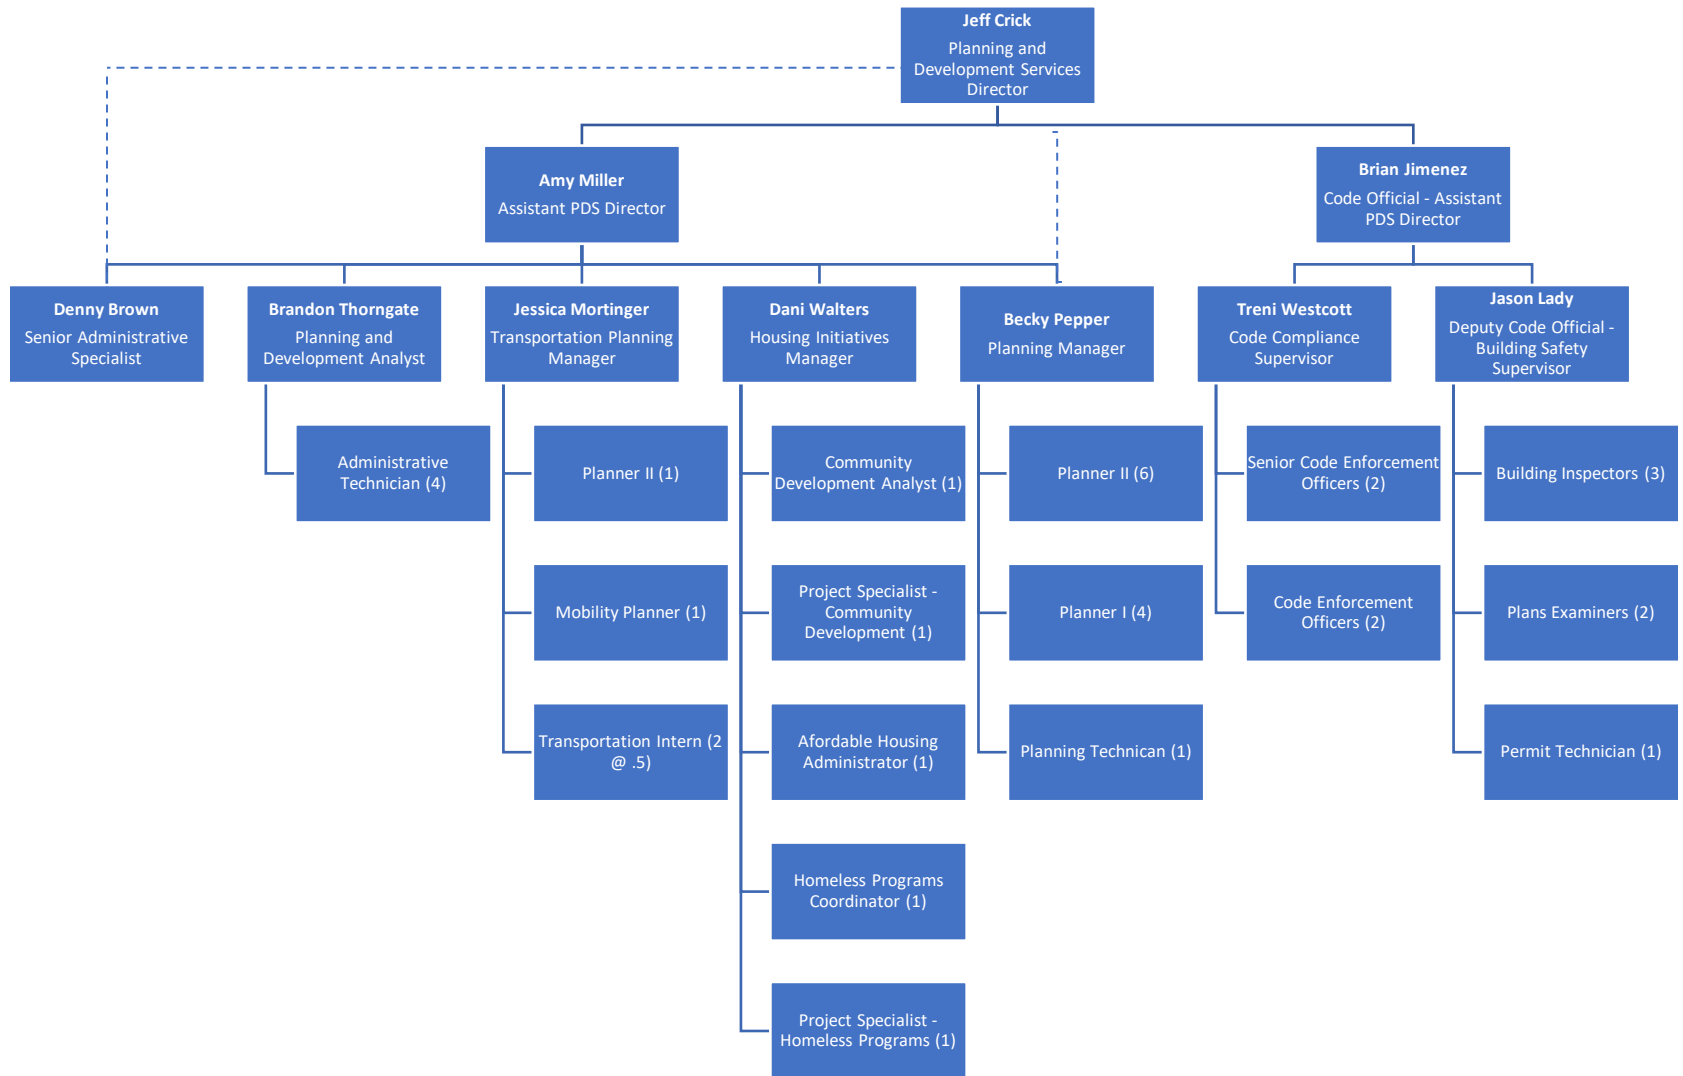 Jeff Crick
Planning and
Development Services
Director
Amy Miller
Assistant PDS Director
Brian Jimenez
Code Official - Assistant
PDS Director
Denny Brown
Senior Administrative
Specialist
Brandon Thorngate
Planning and
Development Analyst
Jessica Mortinger
Transportation Planning
Manager
Dani Walters
Housing Initiatives
Manager
Becky Pepper
Planning Manager
Treni Westcott
Code Compliance
Supervisor
Jason Lady
Deputy Code Official -
Building Safety
Supervisor
Administrative
Technician (4)
Planner II (1)
Community
Development Analyst (1)
Planner II (6)
Senior Code Enforcement
Officers (2)
Building Inspectors (3)
Mobility Planner (1)
Project Specialist -
Community
Development (1)
Planner I (4)
Code Enforcement
Officers (2)
Plans Examiners (2)
Transportation Intern (2
@ .5)
Afordable Housing
Administrator (1)
Planning Technican (1)
Permit Technician (1)
Homeless Programs
Coordinator (1)
Project Specialist -
Homeless Programs (1)